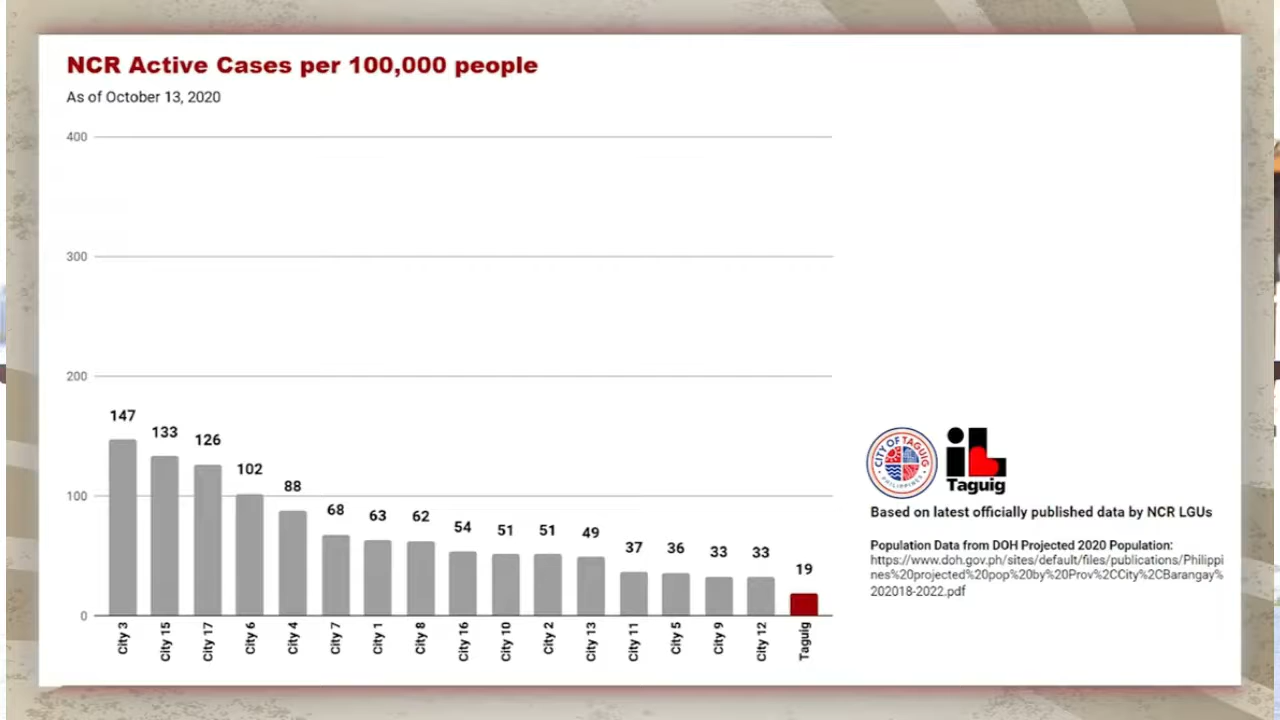 NCR Active Cases per 100,000 people
As of October 13, 2020
400
300
200
100
0
147
133
126
102
88
68
63
62
54
51
51
49
37
36
33
33
19
City 3
City 15
City 17
City 6
City 4
City 7
City 1
City 8
City 16
City 10
City 2
City 13
City 11
City 5
City 9
City 12
Taguig
CITY OF TAGUIG
PHILIPPINES
iL
Taguig
Based on latest officially published data by NCR LGUs
Population Data from DOH Projected 2020 Population:
https://www.doh.gov.ph/sites/default/files/publications/Philippi
nes%20projected%20pop%20by%20Prov%2CCity%2CBarangay%
202018-2022.pdf